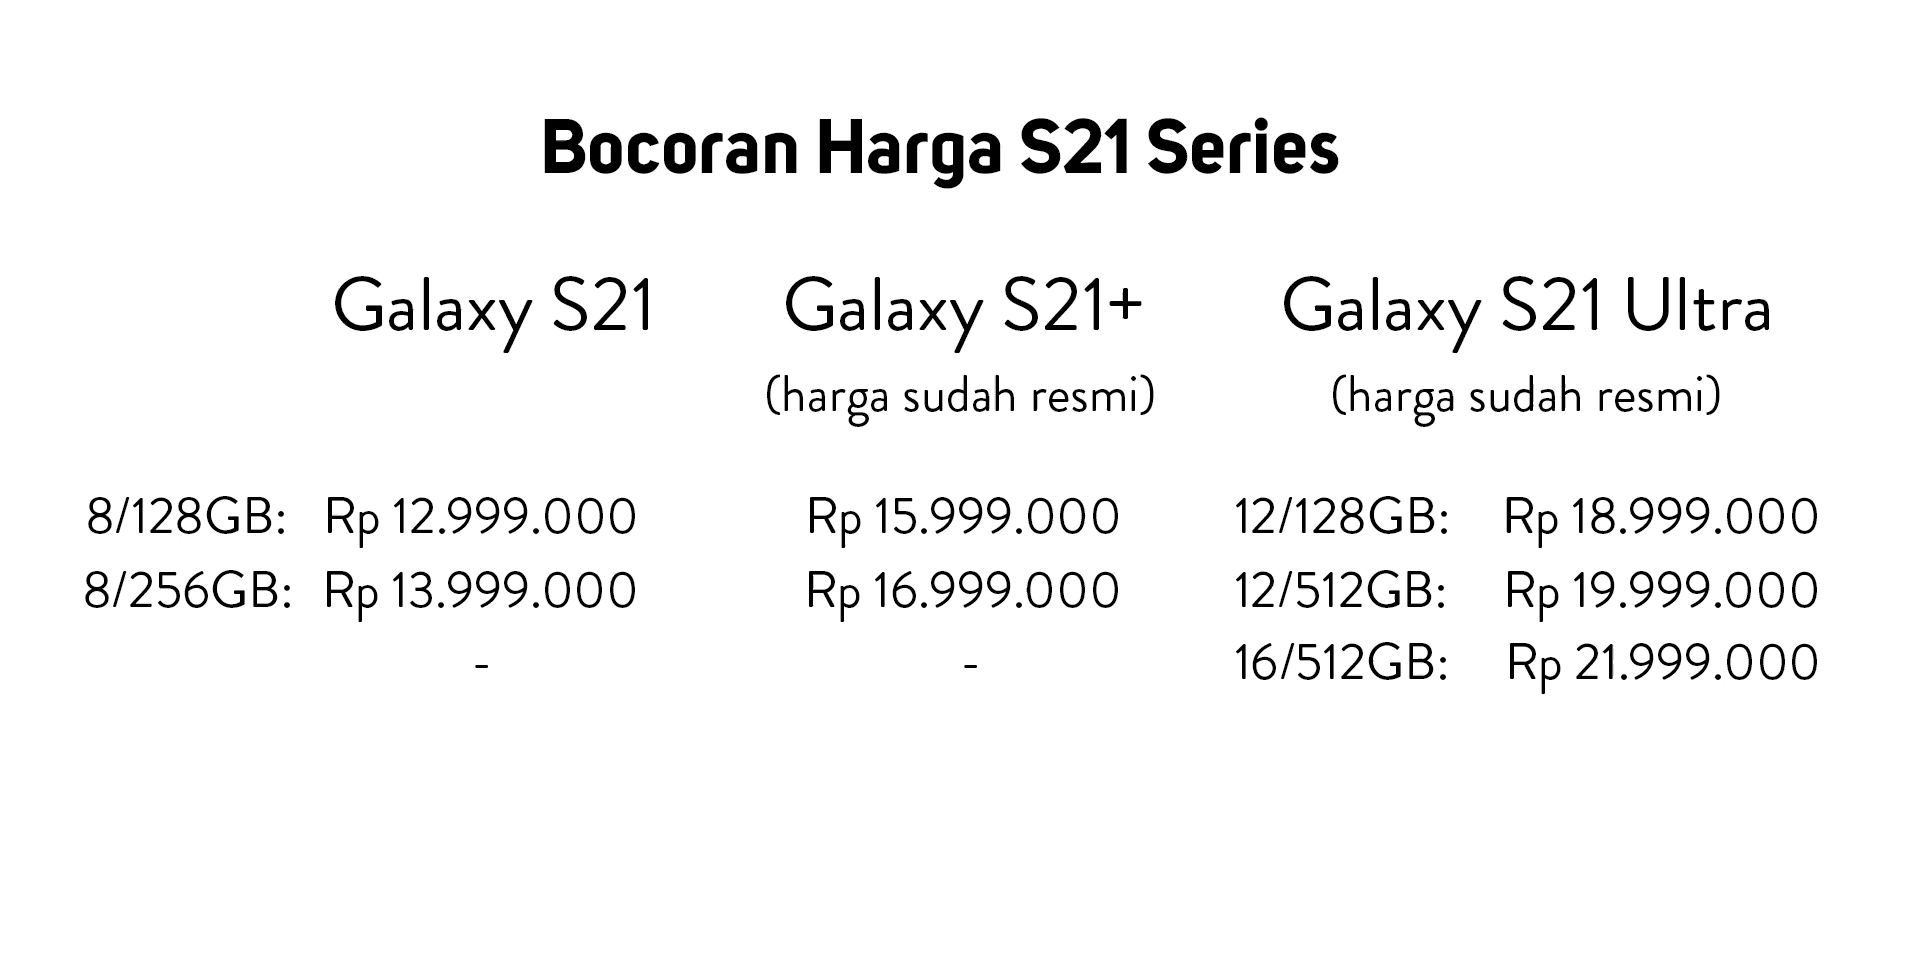 Bocoran Harga S21 Series
Galaxy S21 Galaxy S21+ Galaxy S21 Ultra
(harga sudah resmi) (harga sudah resmi)
8/128GB: Rp 12.999.000 Rp 15.999.000 12/128GB: Rp 18.999.000
8/256GB: Rp 13.999.000 Rp 16.999.000 12/512GB: Rp 19.999.000
- - 16/512GB: Rp 21.999.000